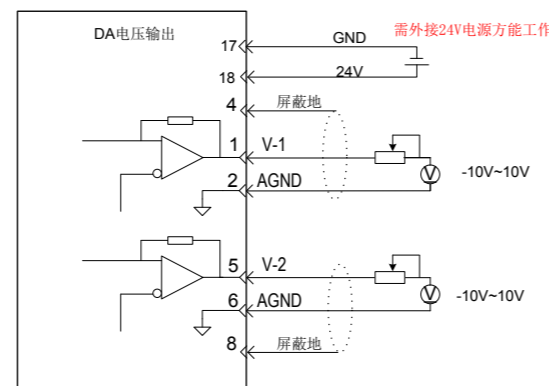 DA电压输出
需外接24V电源方能工作
17 GND
18 24V
4 屏蔽地
1 V-1
V -10V~10V
2 AGND
5 V-2
V -10V~10V
6 AGND
8 屏蔽地